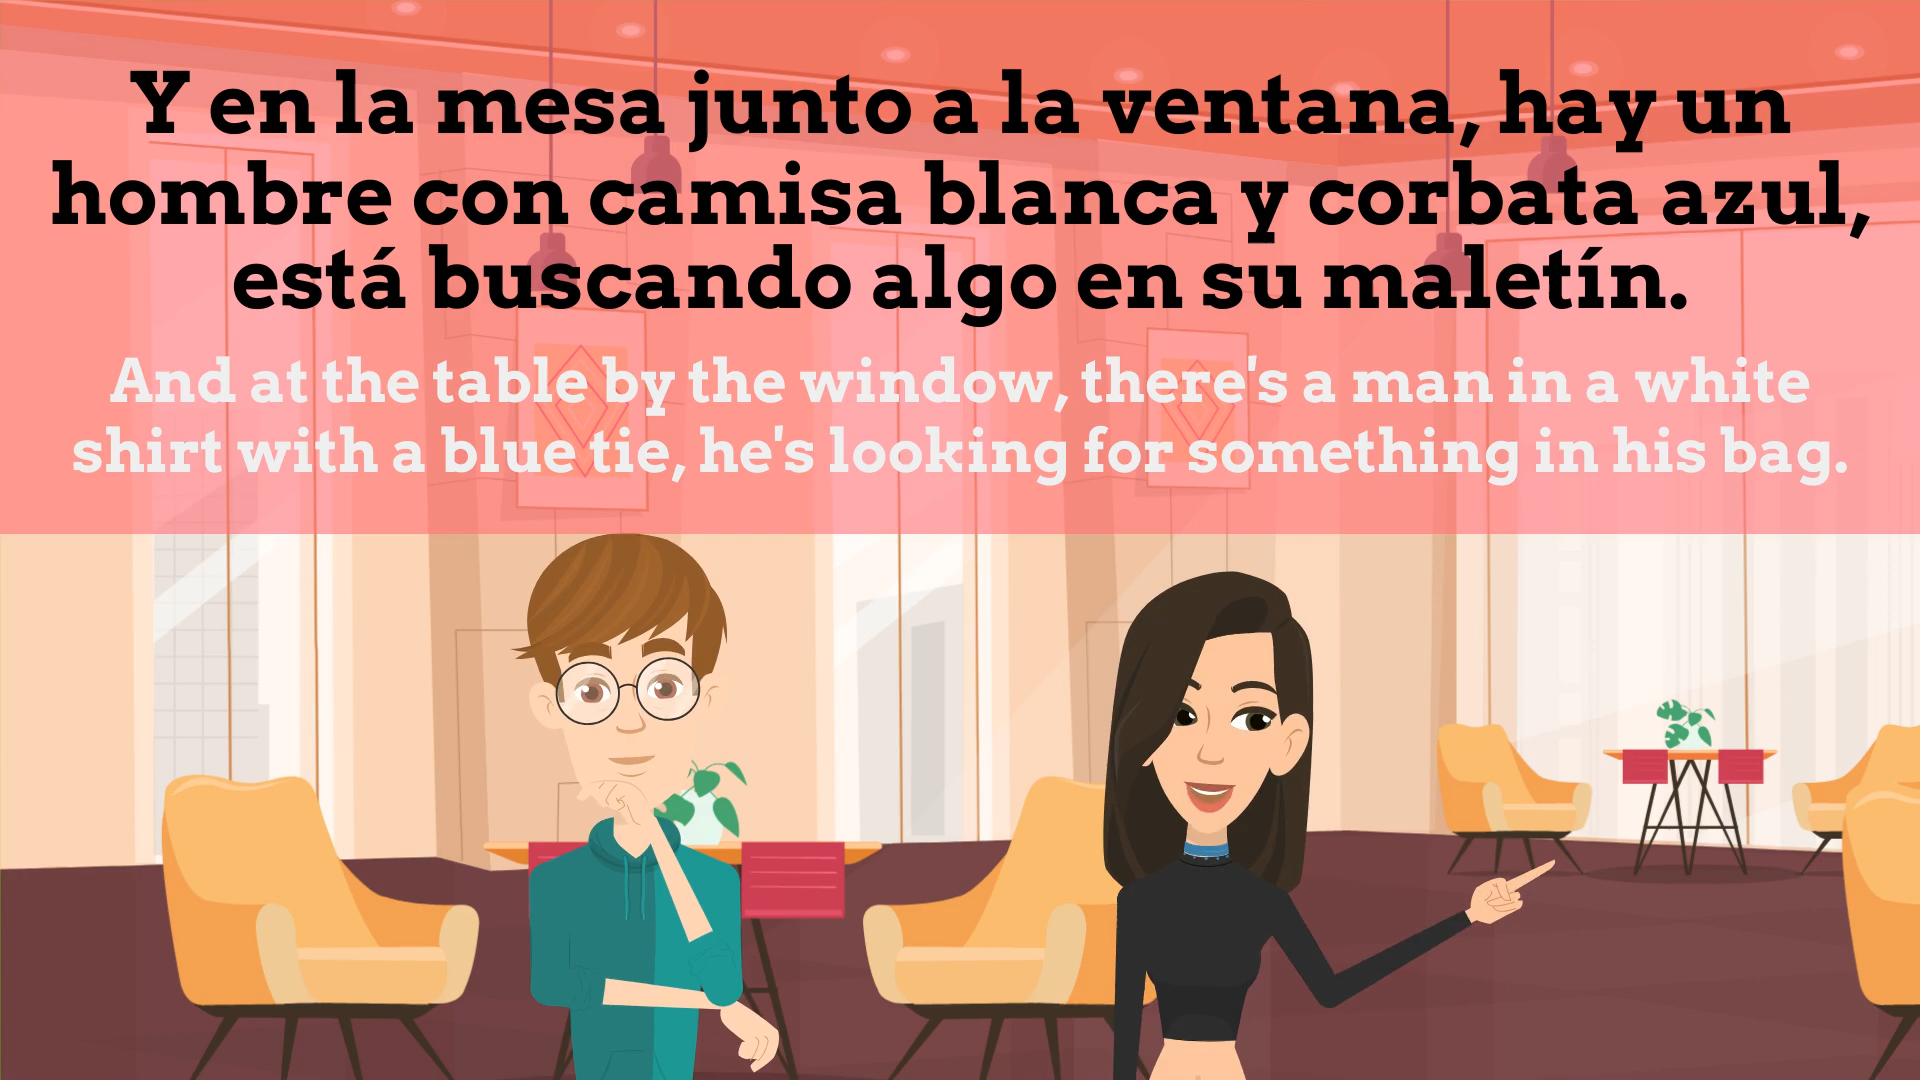 Y en la mesa junto a la ventana, hay un
hombre con camisa blanca y corbata azul,
está buscando algo en su maletín.
And at the table by the window, there's a man in a white
shirt with a blue tie, he's looking for something in his bag.